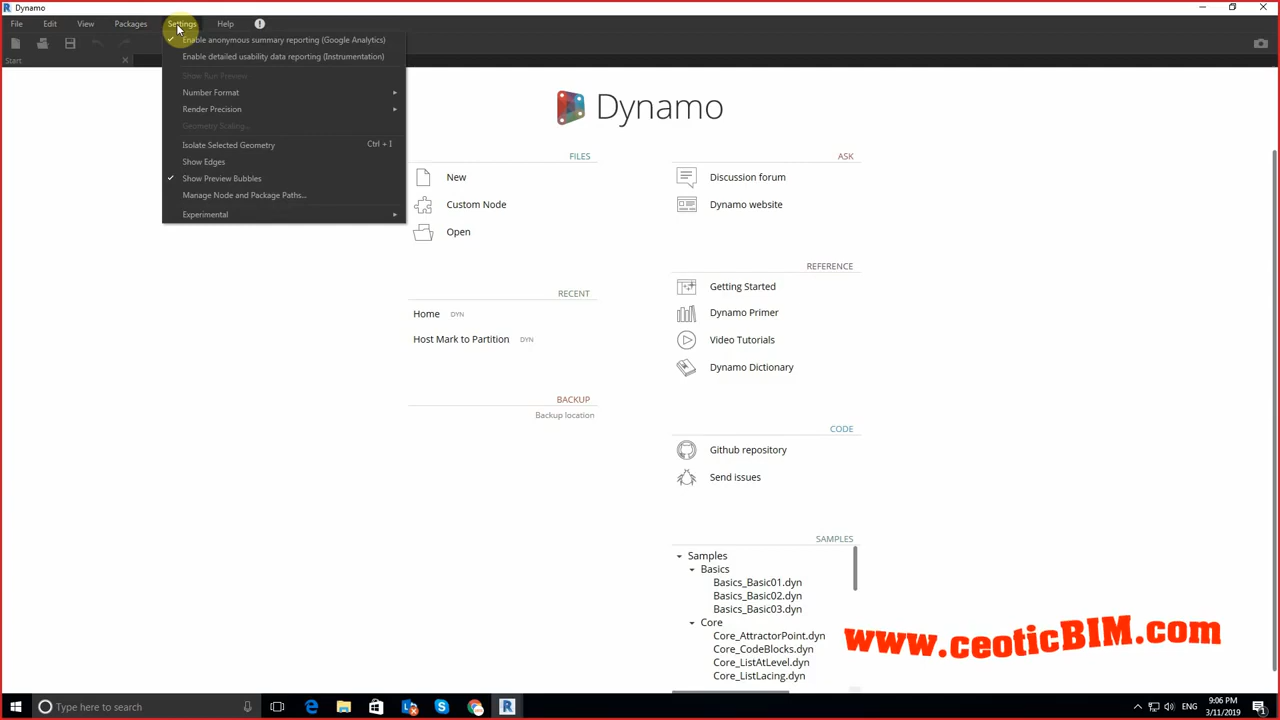 Dynamo
File Edit View Packages Settings Help
Start
Enable anonymous summary reporting (Google Analytics)
Enable detailed usability data reporting (Instrumentation)
Show Run Preview
Number Format
Render Precision
Geometry Scaling...
Isolate Selected Geometry Ctrl + I
Show Edges
Show Preview Bubbles
Manage Node and Package Paths...
Experimental
Dynamo
FILES
New
Custom Node
Open
RECENT
Home DYN
Host Mark to Partition DYN
BACKUP
Backup location
ASK
Discussion forum
Dynamo website
REFERENCE
Getting Started
Dynamo Primer
Video Tutorials
Dynamo Dictionary
CODE
Github repository
Send issues
SAMPLES
Samples
Basics
Basics_Basic01.dyn
Basics_Basic02.dyn
Basics_Basic03.dyn
Core
Core_AttractorPoint.dyn
Core_CodeBlocks.dyn
Core_ListAtLevel.dyn
Core_ListLacing.dyn
www.ceoticBIM.com
Type here to search
ENG
9:06 PM
3/11/2019